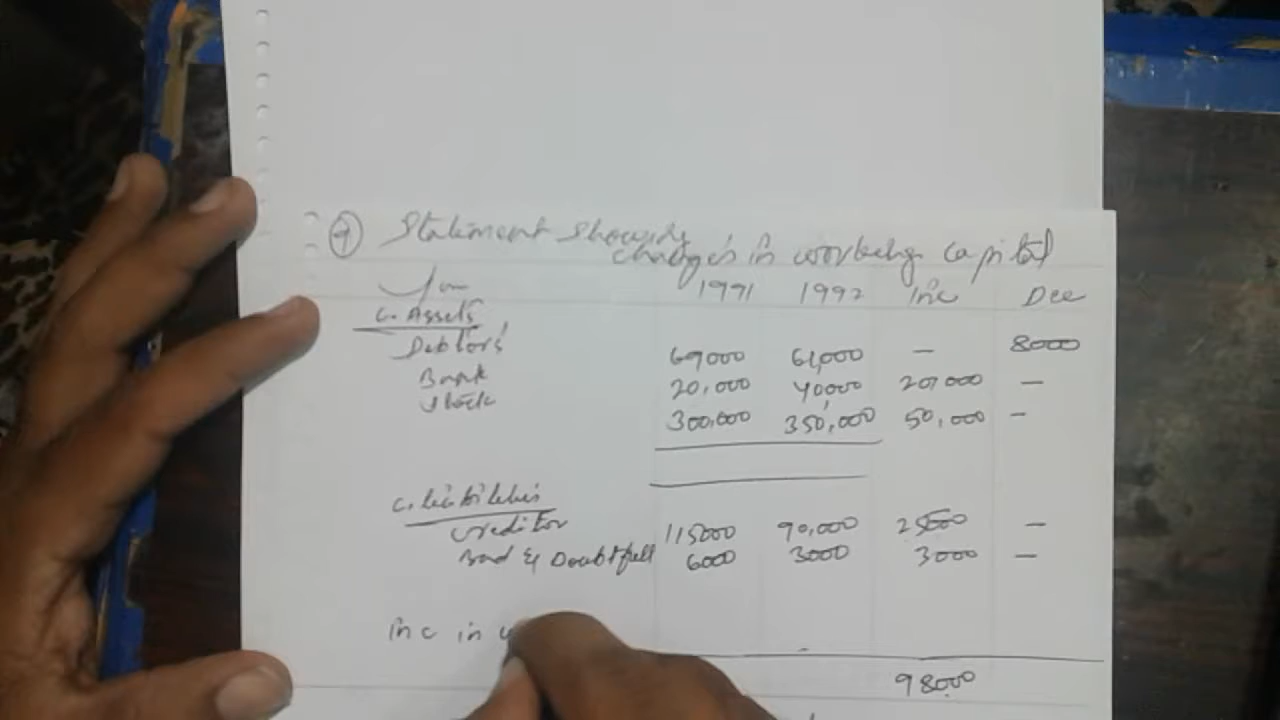 9 Statement showing changes in working capital
1991 1992 Inc Dec
C. Assets
Debtors 69000 61,000 — 8000
Bank 20,000 40000 20,000 —
Stock 300,000 350,000 50,000 —
C. Liabilities
Creditor 115000 90,000 25000 —
Bad & Doubtfull 6000 3000 3000 —
inc in
98000